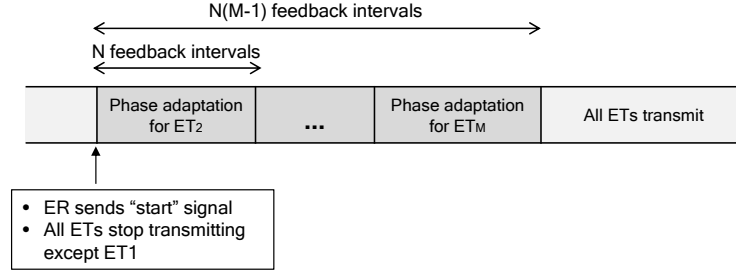 N(M-1) feedback intervals
N feedback intervals
Phase adaptation
for ET2
...
Phase adaptation
for ETM
All ETs transmit
• ER sends “start” signal
• All ETs stop transmitting
except ET1